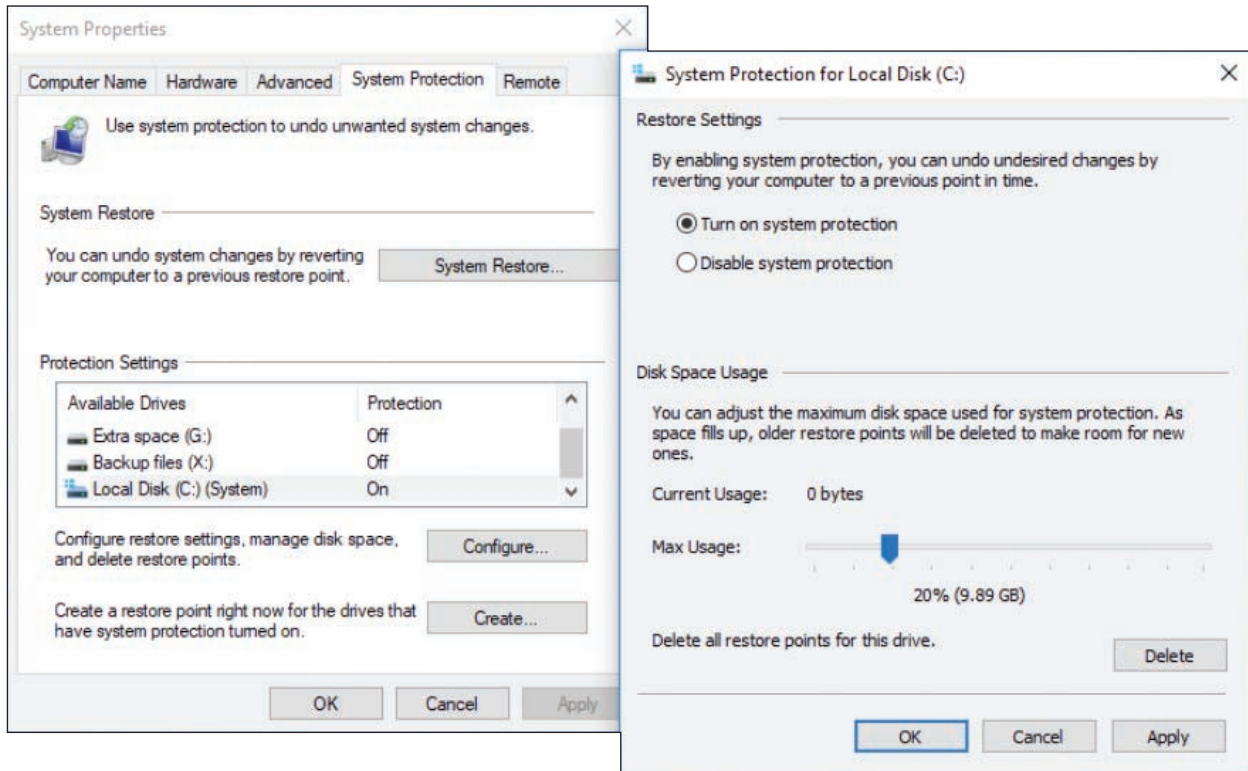 System Properties
Computer Name Hardware Advanced System Protection Remote
Use system protection to undo unwanted system changes.
System Restore
You can undo system changes by reverting
your computer to a previous restore point.
System Restore...
Protection Settings
Available Drives Protection
Extra space (G:) Off
Backup files (X:) Off
Local Disk (C:) (System) On
Configure restore settings, manage disk space,
and delete restore points.
Configure...
Create a restore point right now for the drives that
have system protection turned on.
Create...
OK Cancel Apply
System Protection for Local Disk (C:)
Restore Settings
By enabling system protection, you can undo undesired changes by
reverting your computer to a previous point in time.
Turn on system protection
Disable system protection
Disk Space Usage
You can adjust the maximum disk space used for system protection. As
space fills up, older restore points will be deleted to make room for new
ones.
Current Usage: 0 bytes
Max Usage:
20% (9.89 GB)
Delete all restore points for this drive.
Delete
OK Cancel Apply